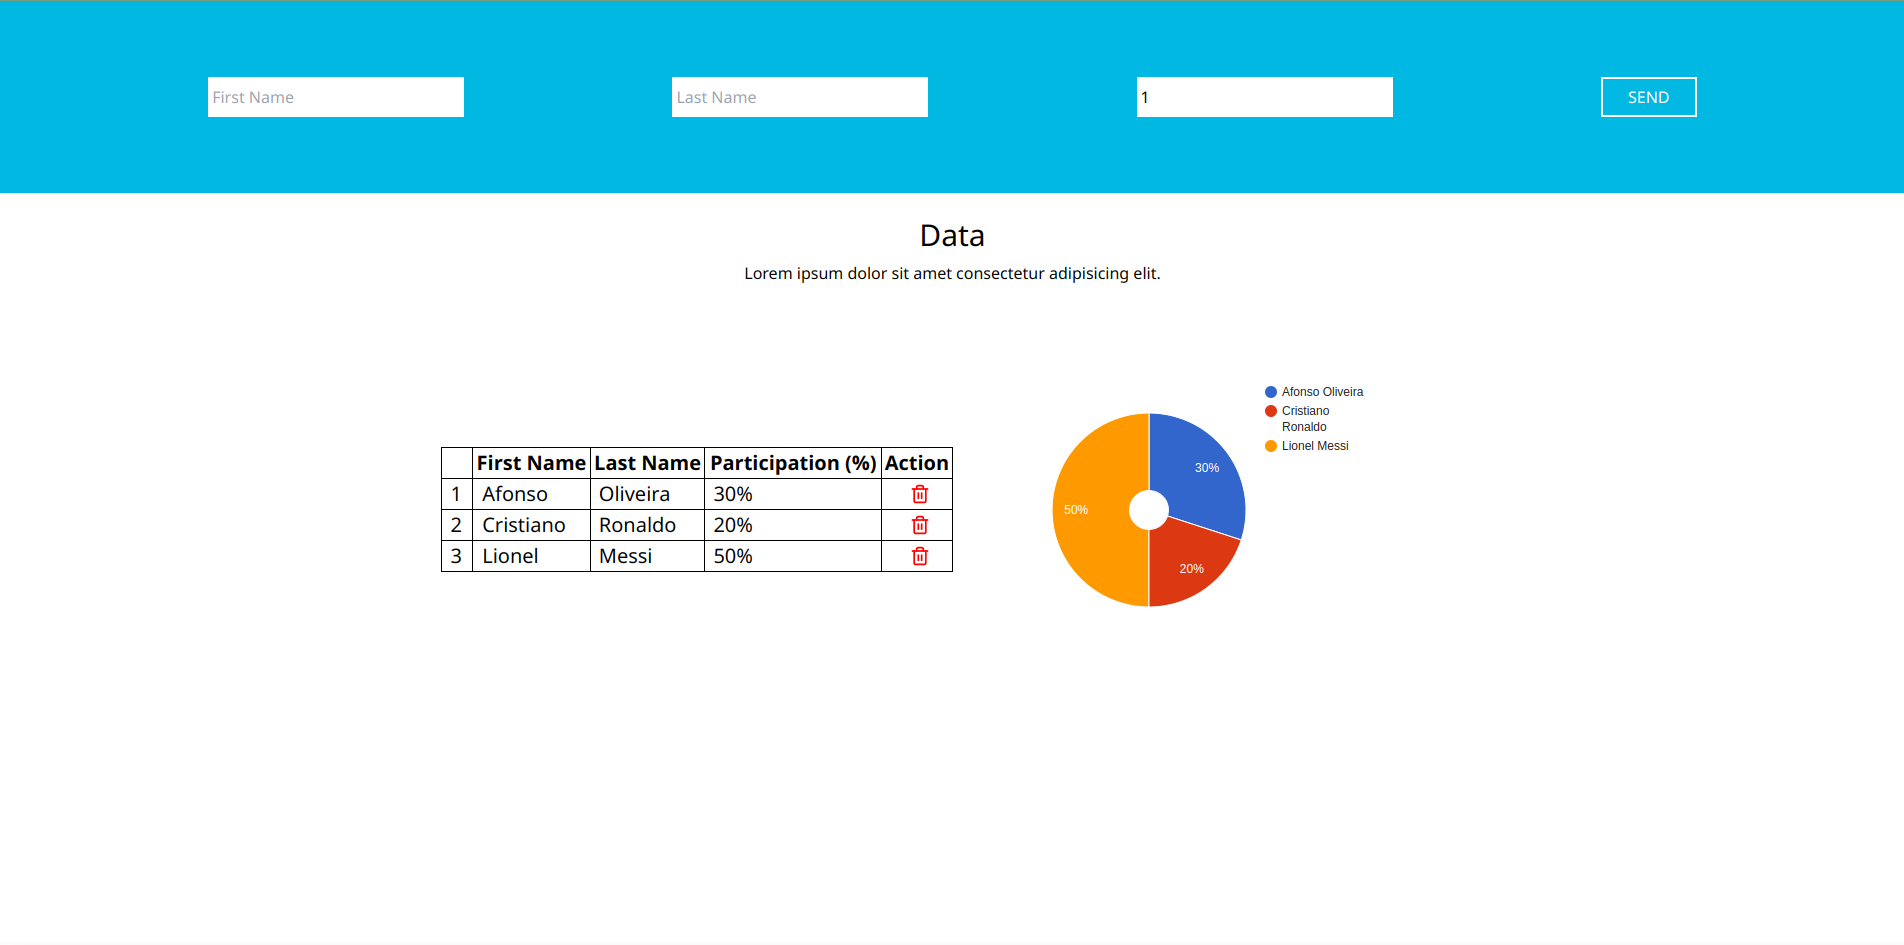 First Name Last Name 1 SEND
Data
Lorem ipsum dolor sit amet consectetur adipisicing elit.
First Name Last Name Participation (%) Action
1 Afonso Oliveira 30%
2 Cristiano Ronaldo 20%
3 Lionel Messi 50%
30%
50%
20%
Afonso Oliveira
Cristiano
Ronaldo
Lionel Messi